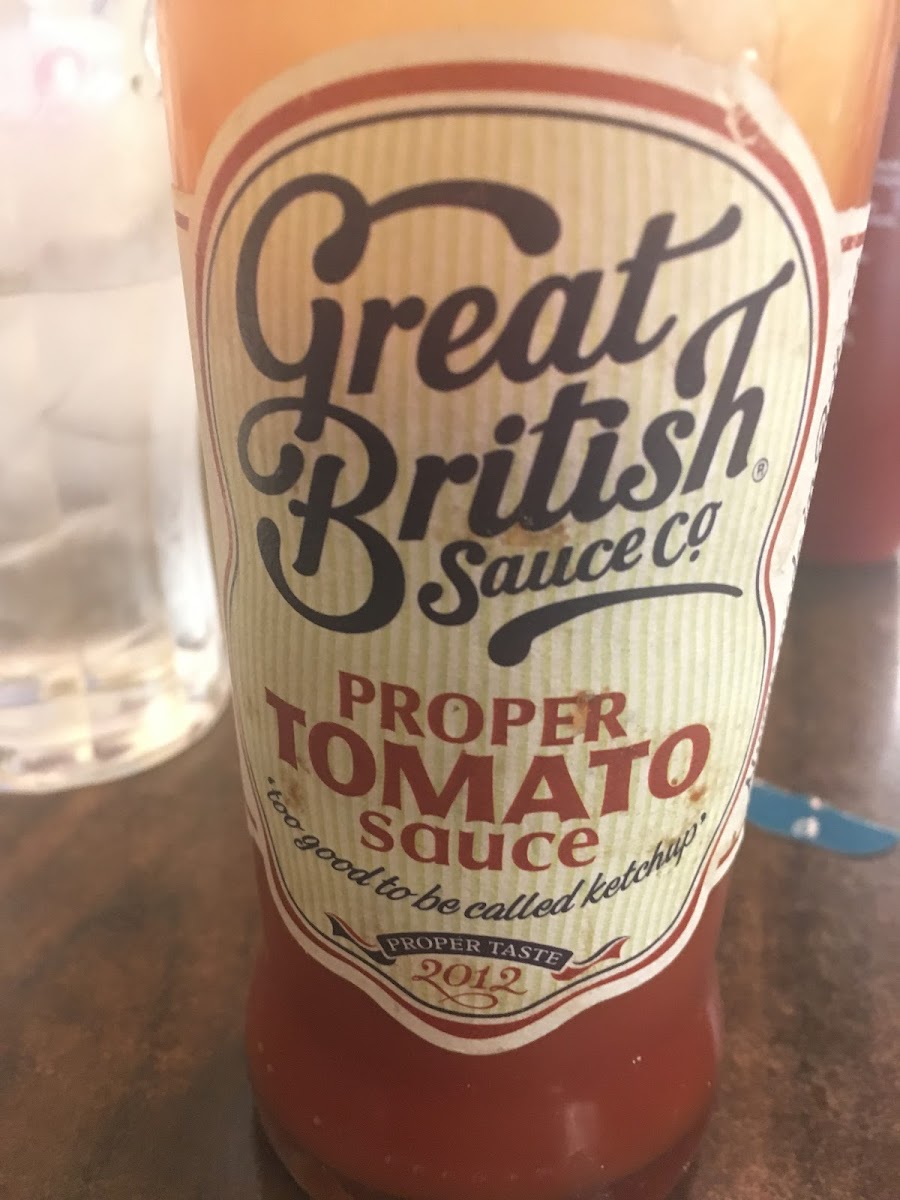 Great
British®
Sauce Co
PROPER
TOMATO
sauce
'too good to be called ketchup'
PROPER TASTE
2012